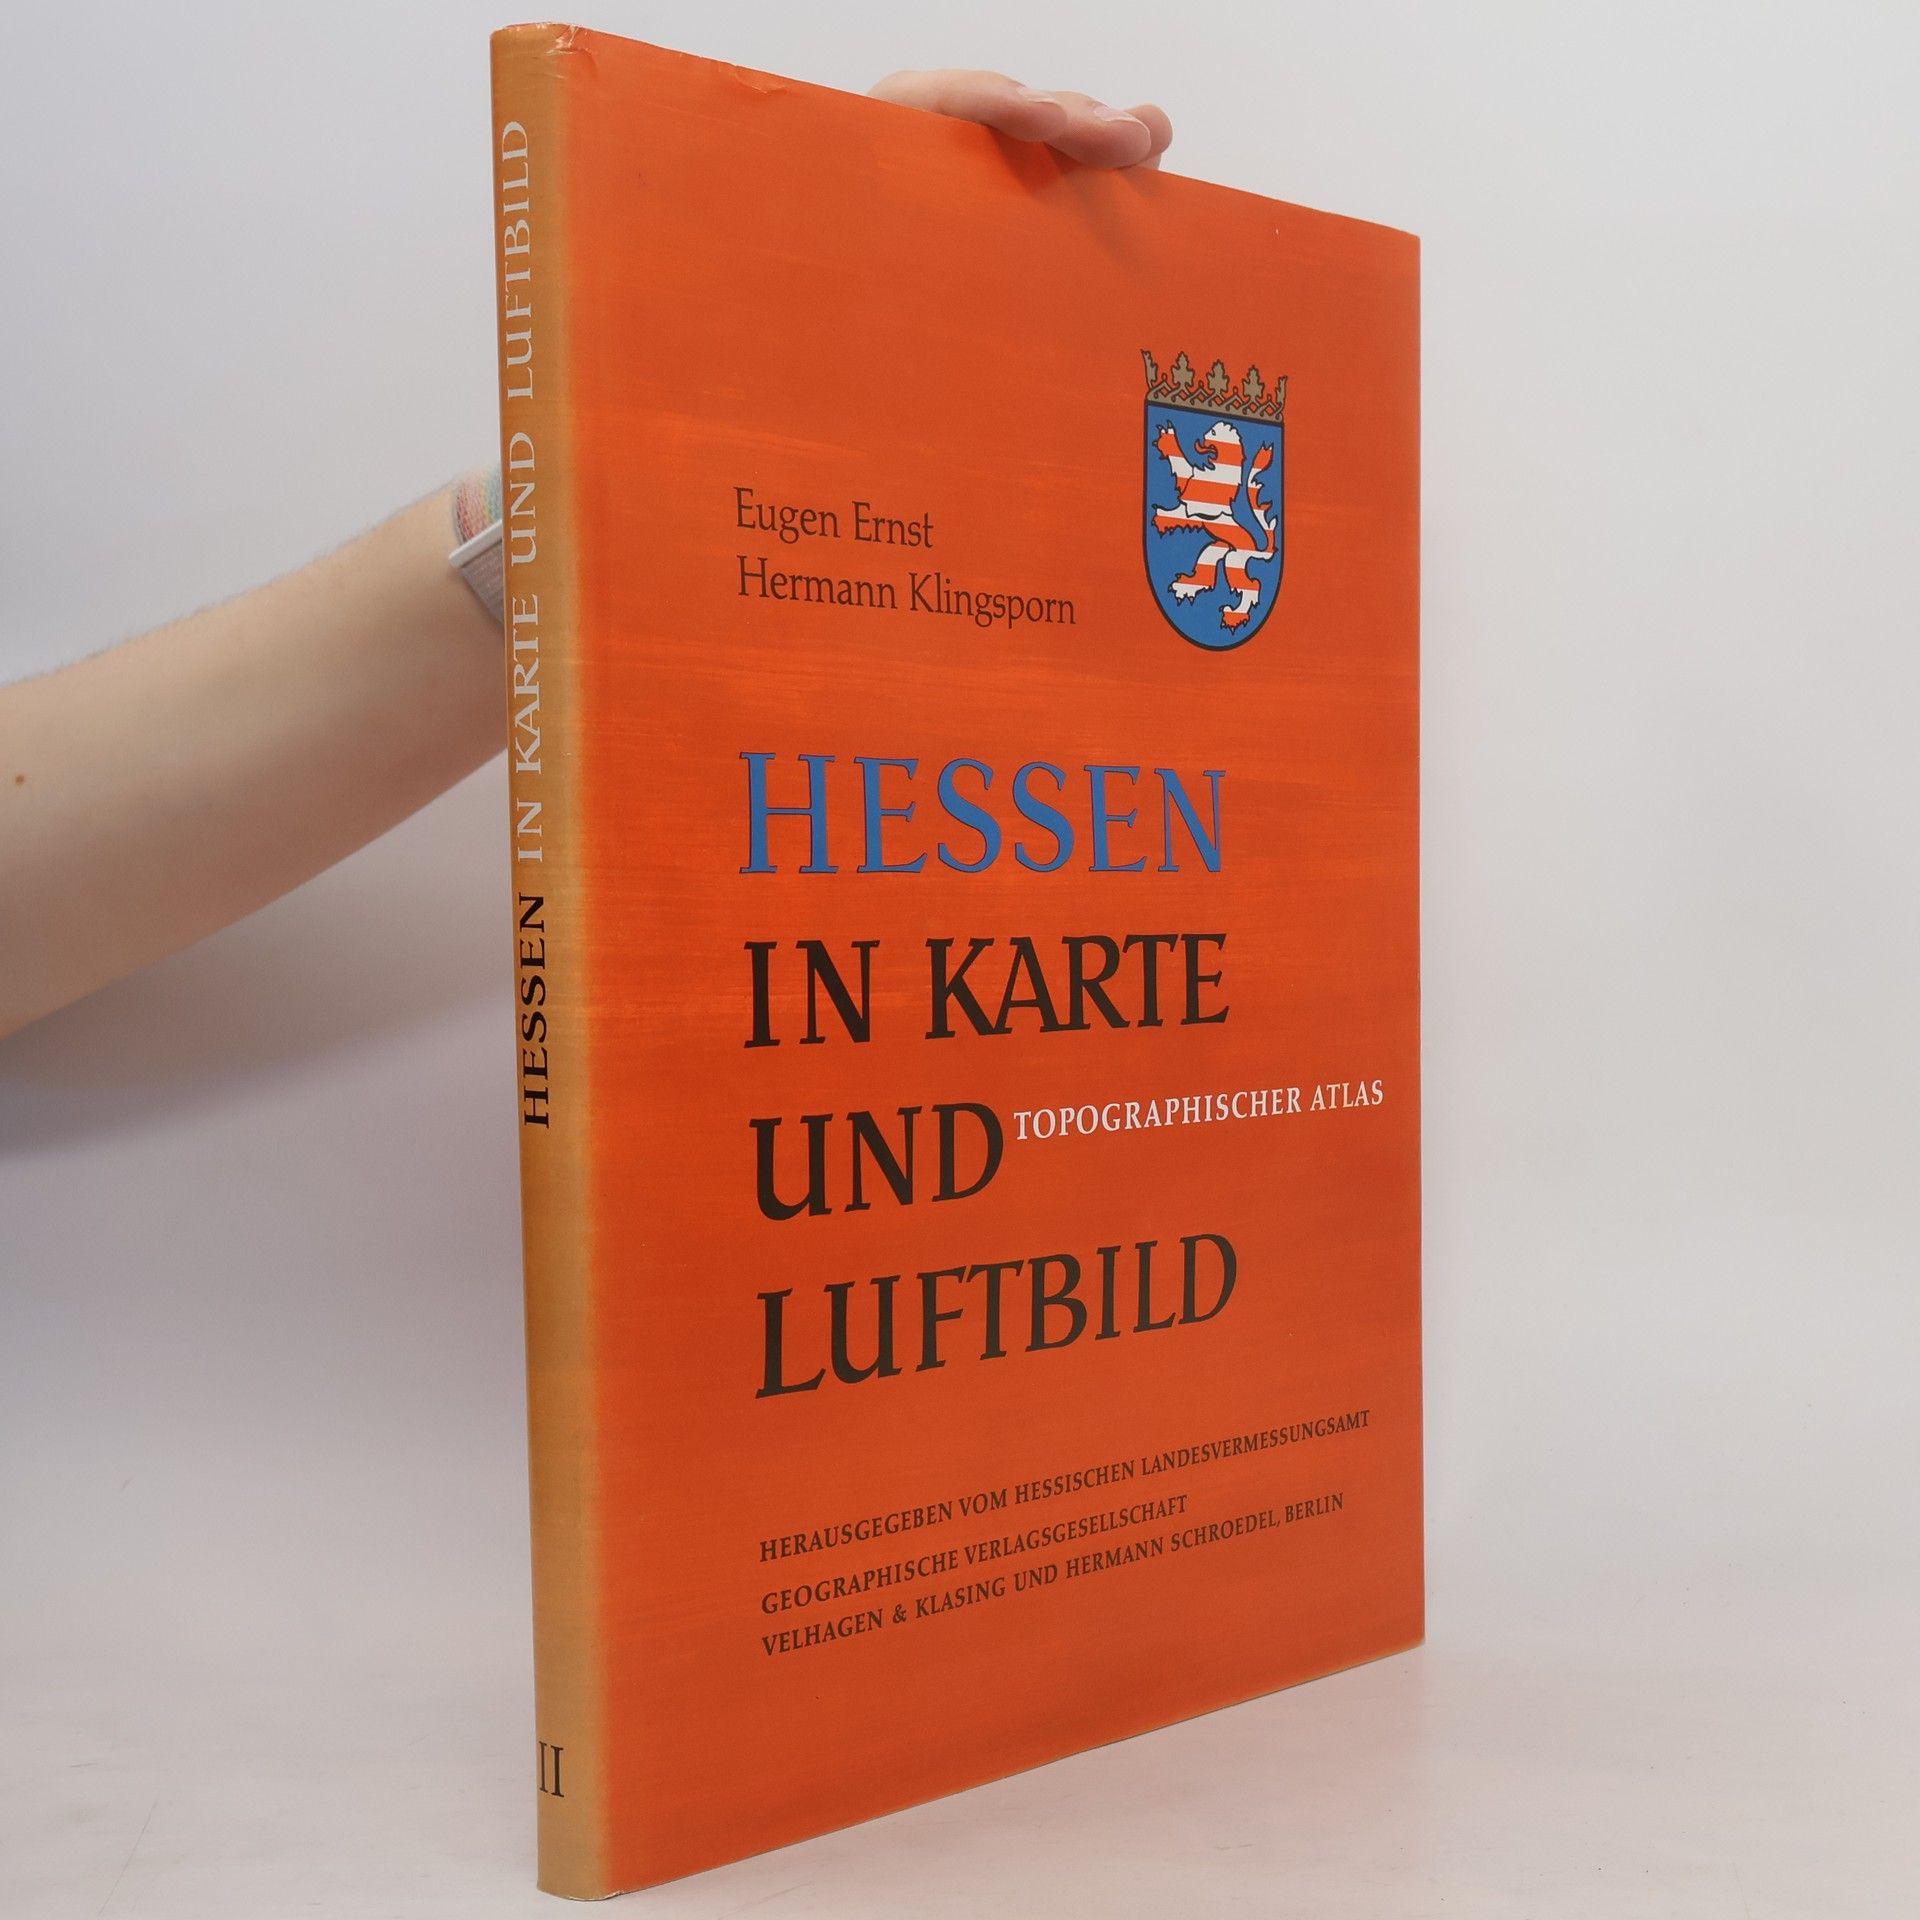 HESSEN IN KARTE UND LUFTBILD
II
Eugen Ernst
Hermann Klingsporn
HESSEN
IN KARTE
UND TOPOGRAPHISCHER ATLAS
LUFTBILD
HERAUSGEGEBEN VOM HESSISCHEN LANDESVERMESSUNGSAMT
GEOGRAPHISCHE VERLAGSGESELLSCHAFT
VELHAGEN & KLASING UND HERMANN SCHROEDEL, BERLIN